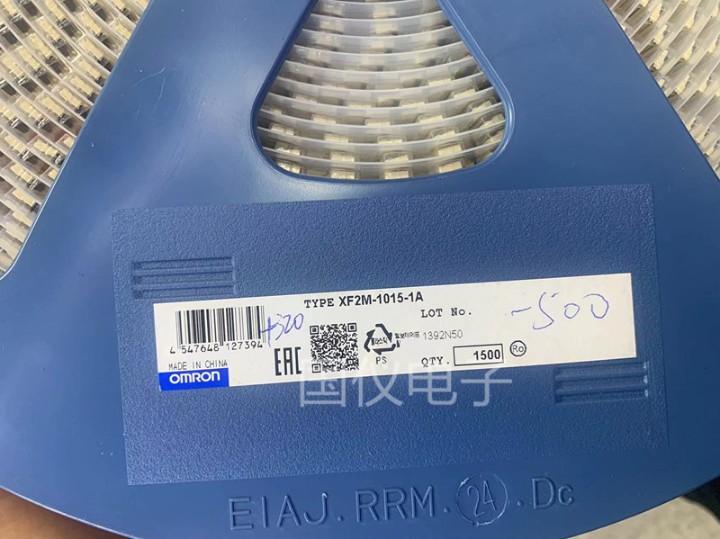 TYPE XF2M-1015-1A
LOT No.
-500
4 547648 127394
+320
EAC
PS
1392N50
MADE IN CHINA
QTY. 1500 Ro
OMRON
国仪电子
EIAJ.RRM.24.Dc